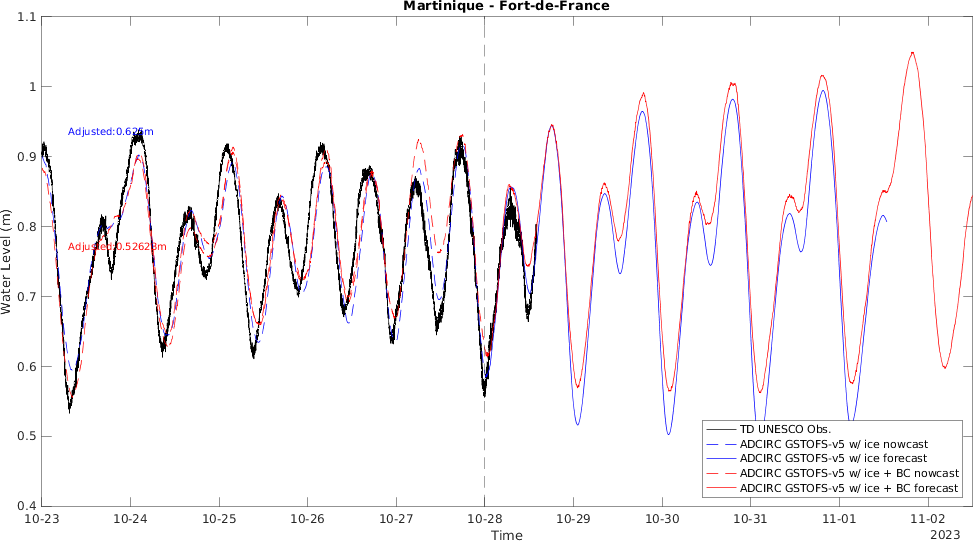 Martinique - Fort-de-France
1.1
1
0.9
0.8
0.7
0.6
0.5
0.4
Water Level (m)
Adjusted:0.625m
Adjusted:0.52628m
TD UNESCO Obs.
ADCIRC GSTOFS-v5 w/ ice nowcast
ADCIRC GSTOFS-v5 w/ ice forecast
ADCIRC GSTOFS-v5 w/ ice + BC nowcast
ADCIRC GSTOFS-v5 w/ ice + BC forecast
10-23 10-24 10-25 10-26 10-27 10-28 10-29 10-30 10-31 11-01 11-02
Time
2023